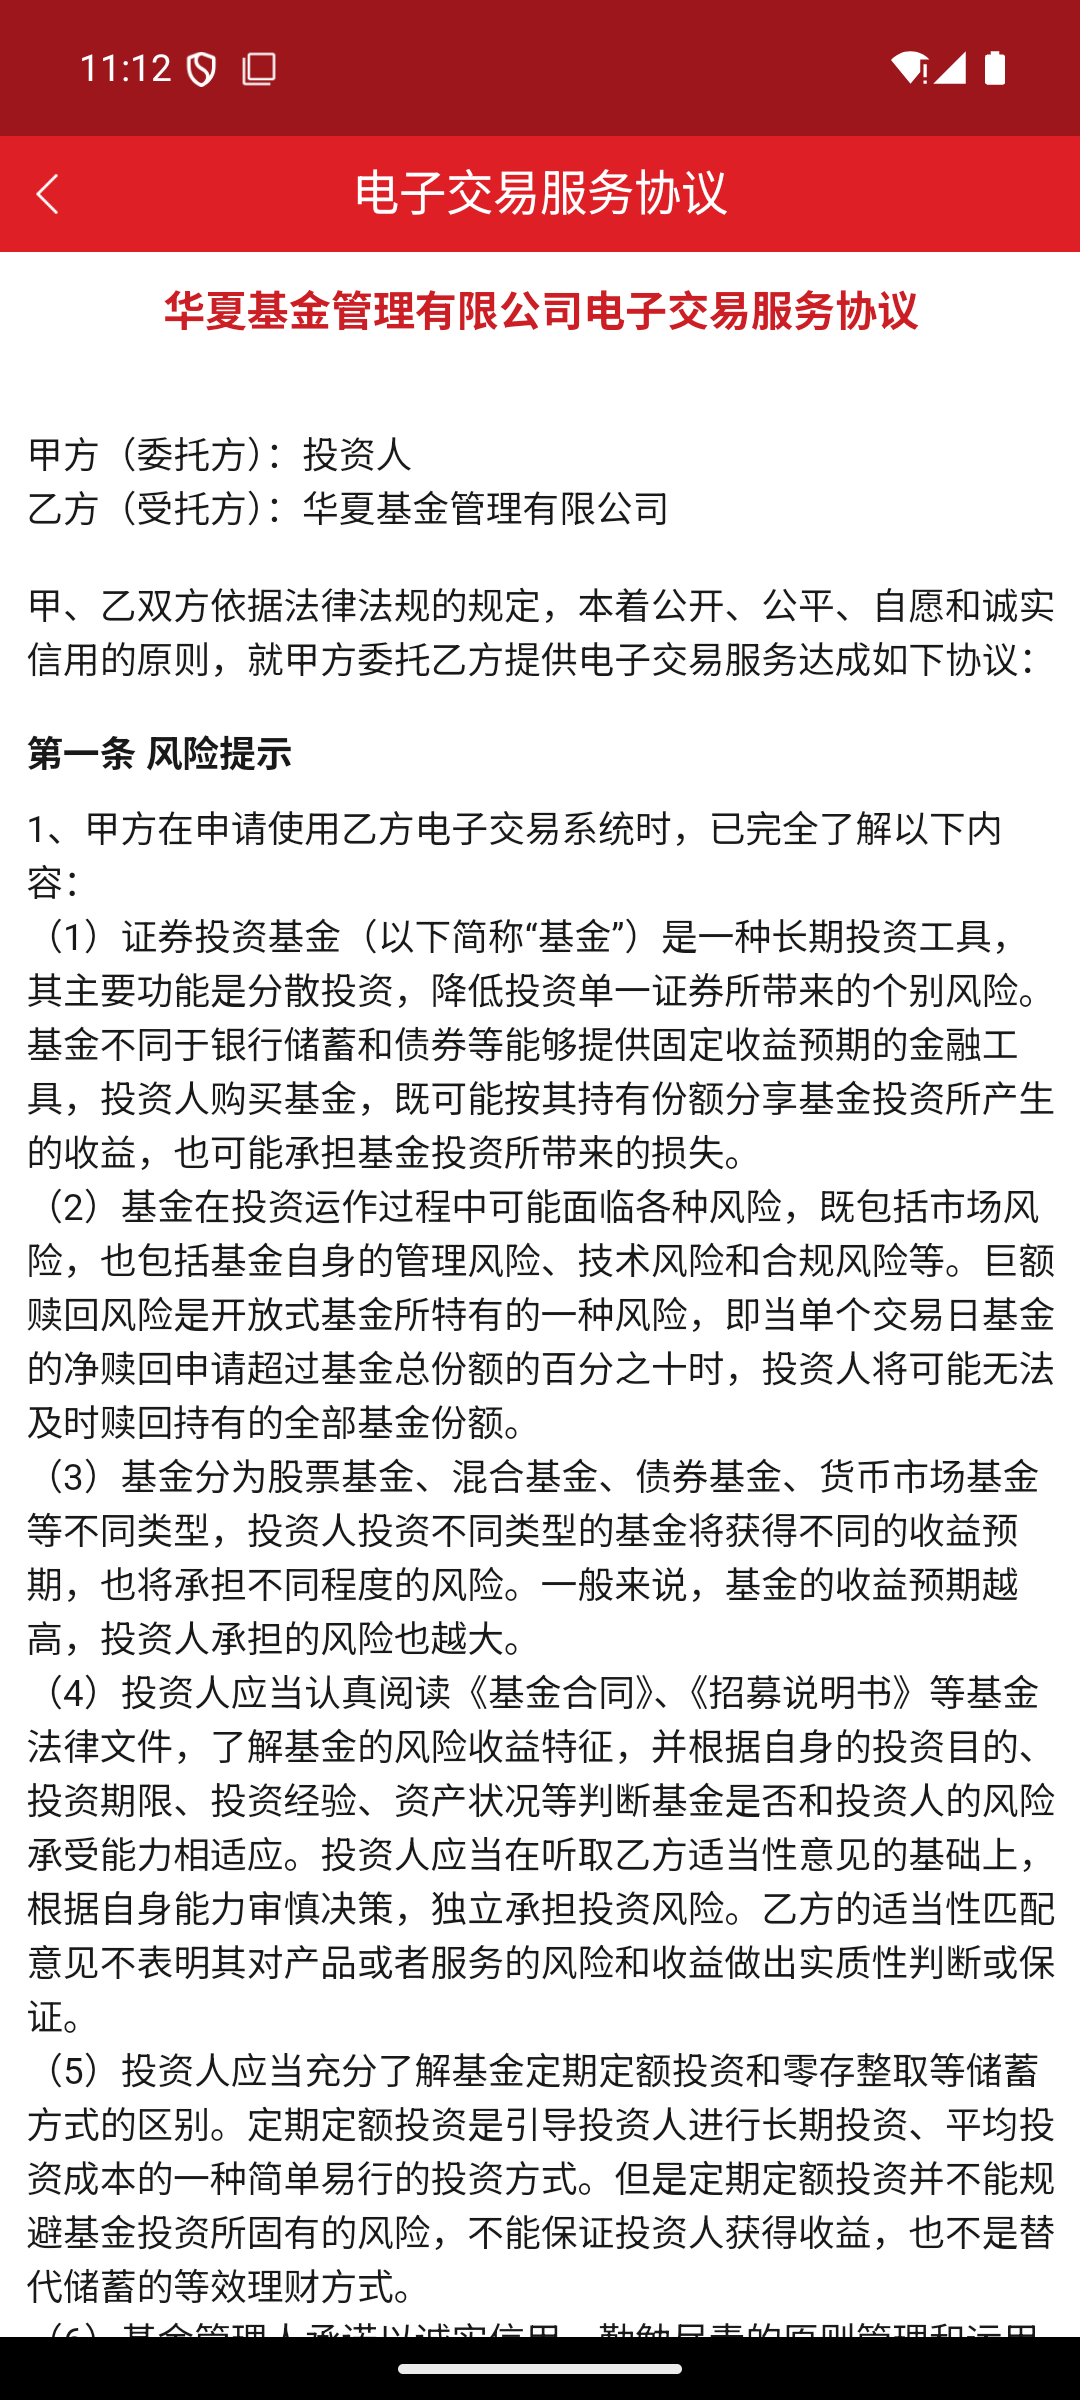 11:12
电子交易服务协议
华夏基金管理有限公司电子交易服务协议
甲方（委托方）：投资人
乙方（受托方）：华夏基金管理有限公司
甲、乙双方依据法律法规的规定，本着公开、公平、自愿和诚实
信用的原则，就甲方委托乙方提供电子交易服务达成如下协议：
第一条 风险提示
1、甲方在申请使用乙方电子交易系统时，已完全了解以下内
容：
（1）证券投资基金（以下简称“基金”）是一种长期投资工具，
其主要功能是分散投资，降低投资单一证券所带来的个别风险。
基金不同于银行储蓄和债券等能够提供固定收益预期的金融工
具，投资人购买基金，既可能按其持有份额分享基金投资所产生
的收益，也可能承担基金投资所带来的损失。
（2）基金在投资运作过程中可能面临各种风险，既包括市场风
险，也包括基金自身的管理风险、技术风险和合规风险等。巨额
赎回风险是开放式基金所特有的一种风险，即当单个交易日基金
的净赎回申请超过基金总份额的百分之十时，投资人将可能无法
及时赎回持有的全部基金份额。
（3）基金分为股票基金、混合基金、债券基金、货币市场基金
等不同类型，投资人投资不同类型的基金将获得不同的收益预
期，也将承担不同程度的风险。一般来说，基金的收益预期越
高，投资人承担的风险也越大。
（4）投资人应当认真阅读《基金合同》、《招募说明书》等基金
法律文件，了解基金的风险收益特征，并根据自身的投资目的、
投资期限、投资经验、资产状况等判断基金是否和投资人的风险
承受能力相适应。投资人应当在听取乙方适当性意见的基础上，
根据自身能力审慎决策，独立承担投资风险。乙方的适当性匹配
意见不表明其对产品或者服务的风险和收益做出实质性判断或保
证。
（5）投资人应当充分了解基金定期定额投资和零存整取等储蓄
方式的区别。定期定额投资是引导投资人进行长期投资、平均投
资成本的一种简单易行的投资方式。但是定期定额投资并不能规
避基金投资所固有的风险，不能保证投资人获得收益，也不是替
代储蓄的等效理财方式。
（6）基金管理人承诺以诚实信用、勤勉尽责的原则管理和运用